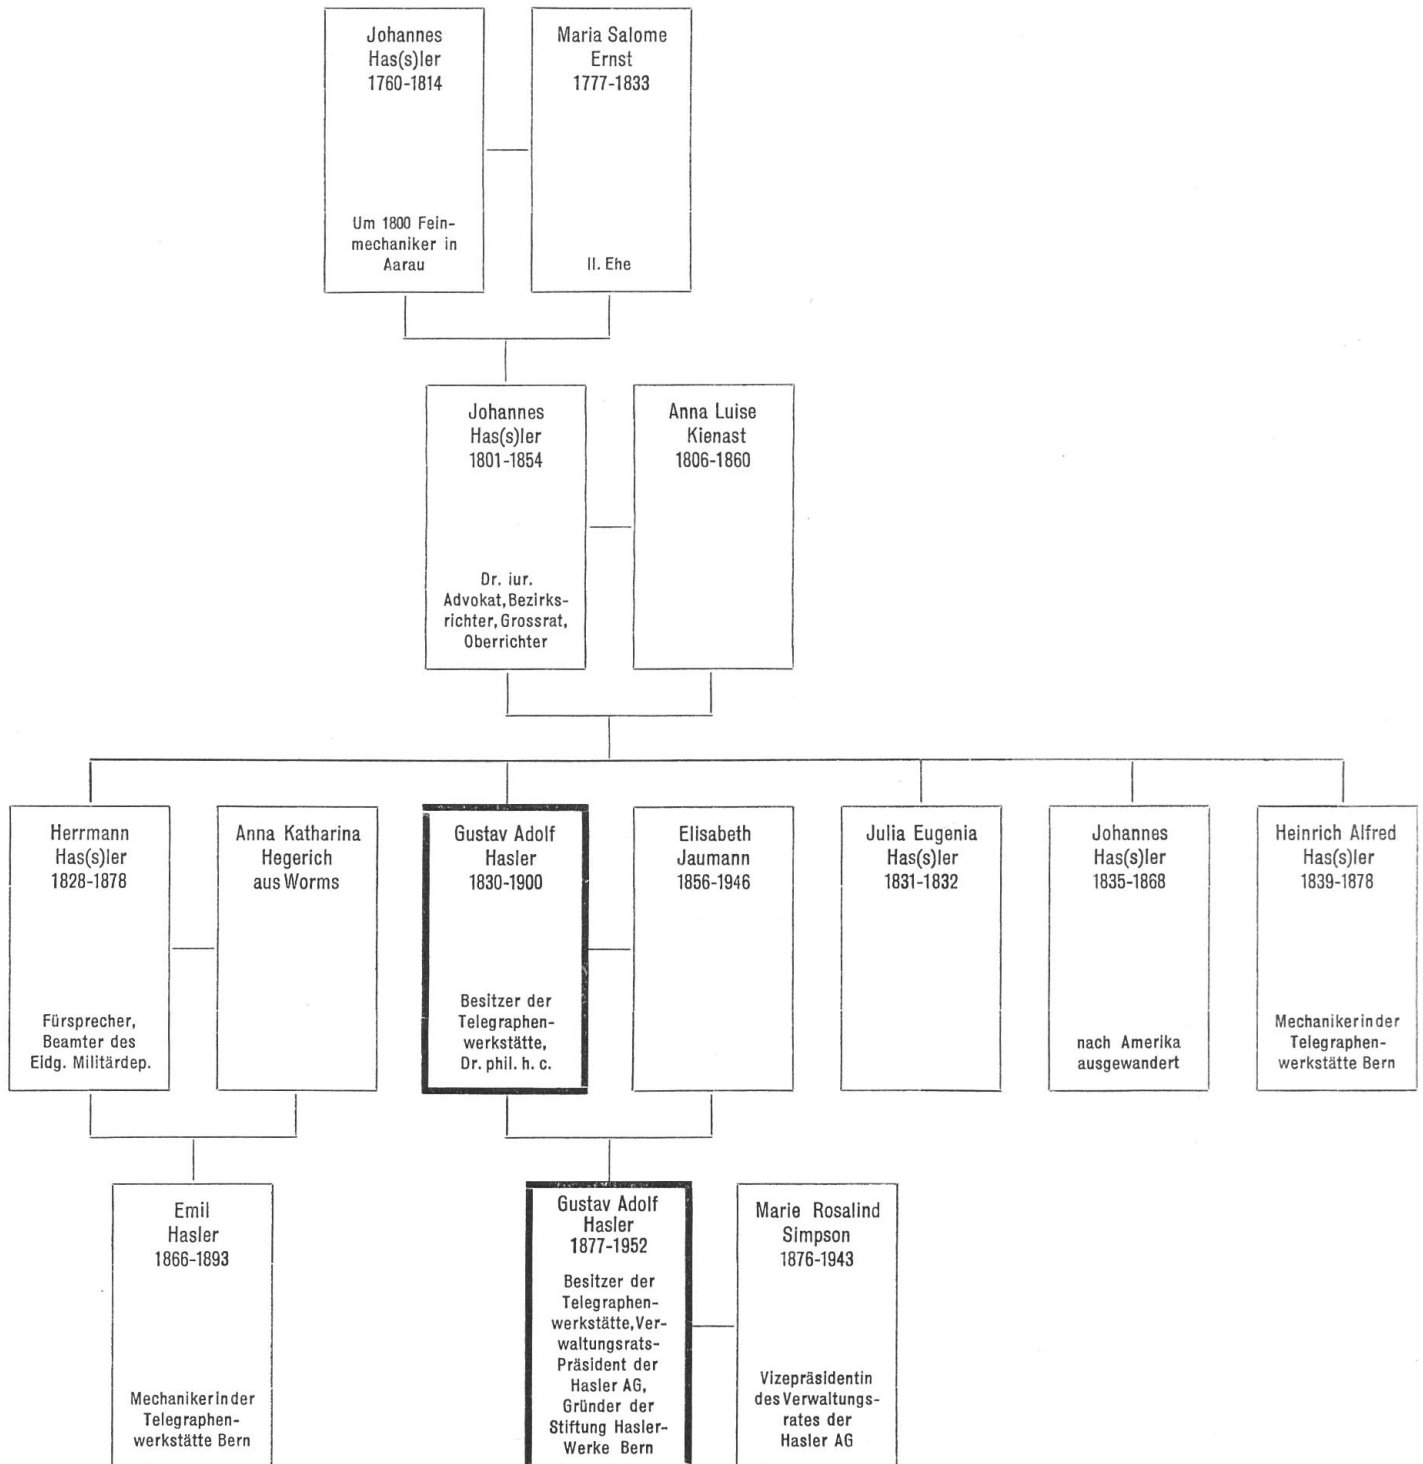 Johannes
Has(s)ler
1760-1814
Um 1800 Fein-
mechaniker in
Aarau
Maria Salome
Ernst
1777-1833
II. Ehe
Johannes
Has(s)ler
1801-1854
Dr. iur.
Advokat, Bezirks-
richter, Grossrat,
Oberrichter
Anna Luise
Kienast
1806-1860
Herrmann
Has(s)ler
1828-1878
Fürsprecher,
Beamter des
Eidg. Militärdep.
Anna Katharina
Hegerich
aus Worms
Gustav Adolf
Hasler
1830-1900
Besitzer der
Telegraphen-
werkstätte,
Dr. phil. h. c.
Elisabeth
Jaumann
1856-1946
Julia Eugenia
Has(s)ler
1831-1832
Johannes
Has(s)ler
1835-1868
nach Amerika
ausgewandert
Heinrich Alfred
Has(s)ler
1839-1878
Mechaniker in der
Telegraphen-
werkstätte Bern
Emil
Hasler
1866-1893
Mechaniker in der
Telegraphen-
werkstätte Bern
Gustav Adolf
Hasler
1877-1952
Besitzer der
Telegraphen-
werkstätte, Ver-
waltungsrats-
Präsident der
Hasler AG,
Gründer der
Stiftung Hasler-
Werke Bern
Marie Rosalind
Simpson
1876-1943
Vizepräsidentin
des Verwaltungs-
rates der
Hasler AG